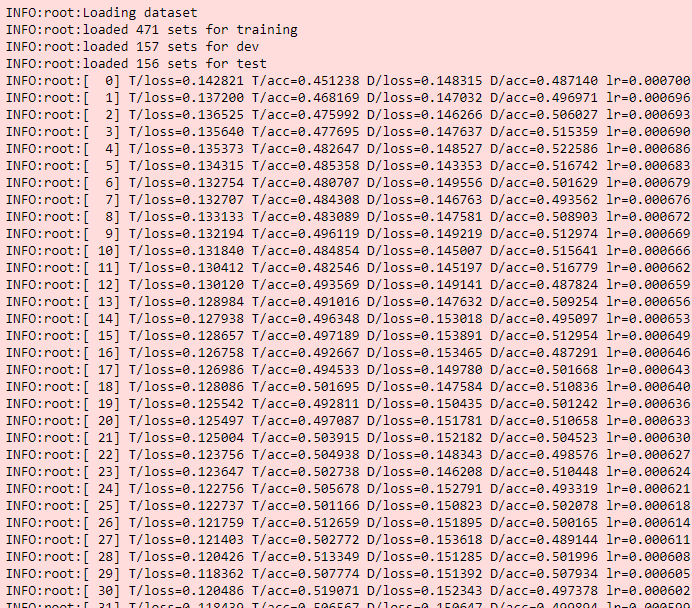 INFO:root:Loading dataset
INFO:root:loaded 471 sets for training
INFO:root:loaded 157 sets for dev
INFO:root:loaded 156 sets for test
INFO:root:[  0] T/loss=0.142821 T/acc=0.451238 D/loss=0.148315 D/acc=0.487140 lr=0.000700
INFO:root:[  1] T/loss=0.137200 T/acc=0.468169 D/loss=0.147032 D/acc=0.496971 lr=0.000696
INFO:root:[  2] T/loss=0.136525 T/acc=0.475992 D/loss=0.146266 D/acc=0.506027 lr=0.000693
INFO:root:[  3] T/loss=0.135640 T/acc=0.477695 D/loss=0.147637 D/acc=0.515359 lr=0.000690
INFO:root:[  4] T/loss=0.135373 T/acc=0.482647 D/loss=0.148527 D/acc=0.522586 lr=0.000686
INFO:root:[  5] T/loss=0.134315 T/acc=0.485358 D/loss=0.143353 D/acc=0.516742 lr=0.000683
INFO:root:[  6] T/loss=0.132754 T/acc=0.480707 D/loss=0.149556 D/acc=0.501629 lr=0.000679
INFO:root:[  7] T/loss=0.132707 T/acc=0.484308 D/loss=0.146763 D/acc=0.493562 lr=0.000676
INFO:root:[  8] T/loss=0.133133 T/acc=0.483089 D/loss=0.147581 D/acc=0.508903 lr=0.000672
INFO:root:[  9] T/loss=0.132194 T/acc=0.496119 D/loss=0.149219 D/acc=0.512974 lr=0.000669
INFO:root:[ 10] T/loss=0.131840 T/acc=0.484854 D/loss=0.145007 D/acc=0.515641 lr=0.000666
INFO:root:[ 11] T/loss=0.130412 T/acc=0.482546 D/loss=0.145197 D/acc=0.516779 lr=0.000662
INFO:root:[ 12] T/loss=0.130120 T/acc=0.493569 D/loss=0.149141 D/acc=0.487824 lr=0.000659
INFO:root:[ 13] T/loss=0.128984 T/acc=0.491016 D/loss=0.147632 D/acc=0.509254 lr=0.000656
INFO:root:[ 14] T/loss=0.127938 T/acc=0.496348 D/loss=0.153018 D/acc=0.495097 lr=0.000653
INFO:root:[ 15] T/loss=0.128657 T/acc=0.497189 D/loss=0.153891 D/acc=0.512954 lr=0.000649
INFO:root:[ 16] T/loss=0.126758 T/acc=0.492667 D/loss=0.153465 D/acc=0.487291 lr=0.000646
INFO:root:[ 17] T/loss=0.126986 T/acc=0.494533 D/loss=0.149780 D/acc=0.501668 lr=0.000643
INFO:root:[ 18] T/loss=0.128086 T/acc=0.501695 D/loss=0.147584 D/acc=0.510836 lr=0.000640
INFO:root:[ 19] T/loss=0.125542 T/acc=0.492811 D/loss=0.150435 D/acc=0.501242 lr=0.000636
INFO:root:[ 20] T/loss=0.125497 T/acc=0.497087 D/loss=0.151781 D/acc=0.510658 lr=0.000633
INFO:root:[ 21] T/loss=0.125004 T/acc=0.503915 D/loss=0.152182 D/acc=0.504523 lr=0.000630
INFO:root:[ 22] T/loss=0.123756 T/acc=0.504938 D/loss=0.148343 D/acc=0.498576 lr=0.000627
INFO:root:[ 23] T/loss=0.123647 T/acc=0.502738 D/loss=0.146208 D/acc=0.510448 lr=0.000624
INFO:root:[ 24] T/loss=0.122756 T/acc=0.505678 D/loss=0.152791 D/acc=0.493319 lr=0.000621
INFO:root:[ 25] T/loss=0.122737 T/acc=0.501166 D/loss=0.150823 D/acc=0.502078 lr=0.000618
INFO:root:[ 26] T/loss=0.121759 T/acc=0.512659 D/loss=0.151895 D/acc=0.500165 lr=0.000614
INFO:root:[ 27] T/loss=0.121403 T/acc=0.502772 D/loss=0.153618 D/acc=0.489144 lr=0.000611
INFO:root:[ 28] T/loss=0.120426 T/acc=0.513349 D/loss=0.151285 D/acc=0.501996 lr=0.000608
INFO:root:[ 29] T/loss=0.118362 T/acc=0.507774 D/loss=0.151392 D/acc=0.507934 lr=0.000605
INFO:root:[ 30] T/loss=0.120486 T/acc=0.519071 D/loss=0.152343 D/acc=0.497378 lr=0.000602
INFO:root:[ 31] T/loss=0.118439 T/acc=0.506567 D/loss=0.150647 D/acc=0.499894